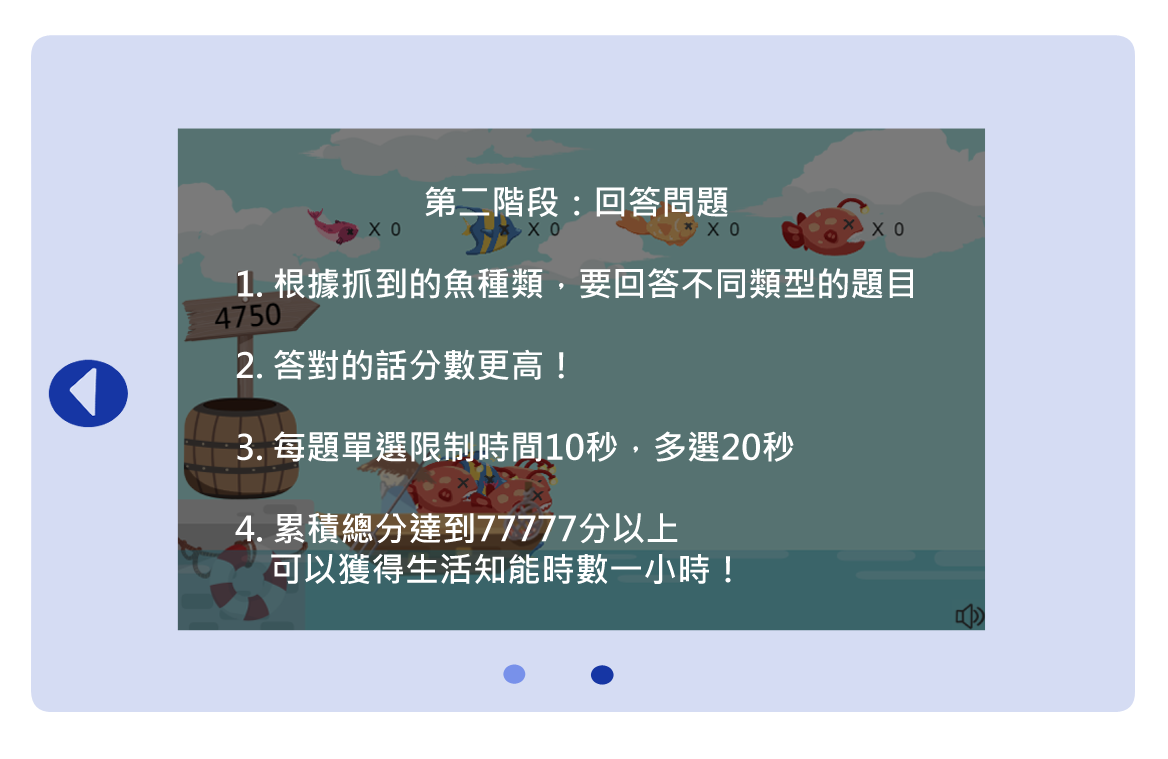 第二階段：回答問題
X 0
X 0
X 0
X 0
1. 根據抓到的魚種類，要回答不同類型的題目
4750
2. 答對的話分數更高！
3. 每題單選限制時間10秒，多選20秒
4. 累積總分達到77777分以上
可以獲得生活知能時數一小時！